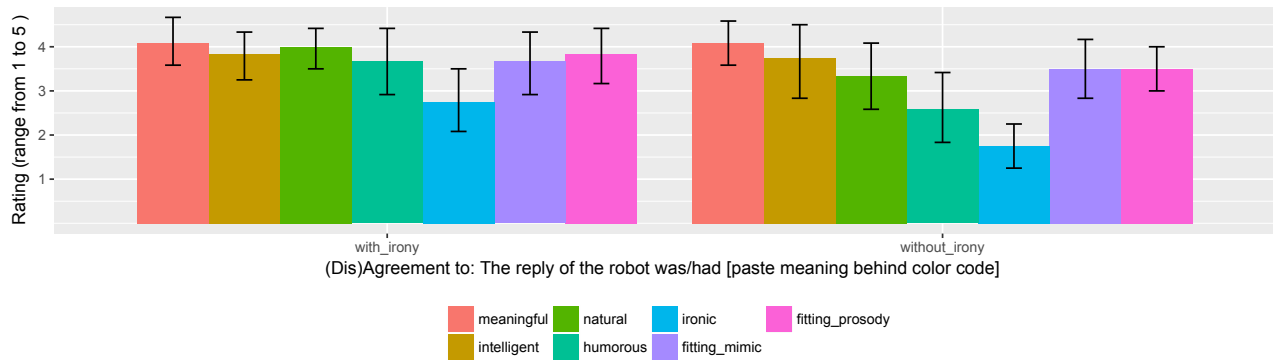 Rating (range from 1 to 5 )
4
3
2
1
with_irony without_irony
(Dis)Agreement to: The reply of the robot was/had [paste meaning behind color code]
meaningful natural ironic fitting_prosody
intelligent humorous fitting_mimic